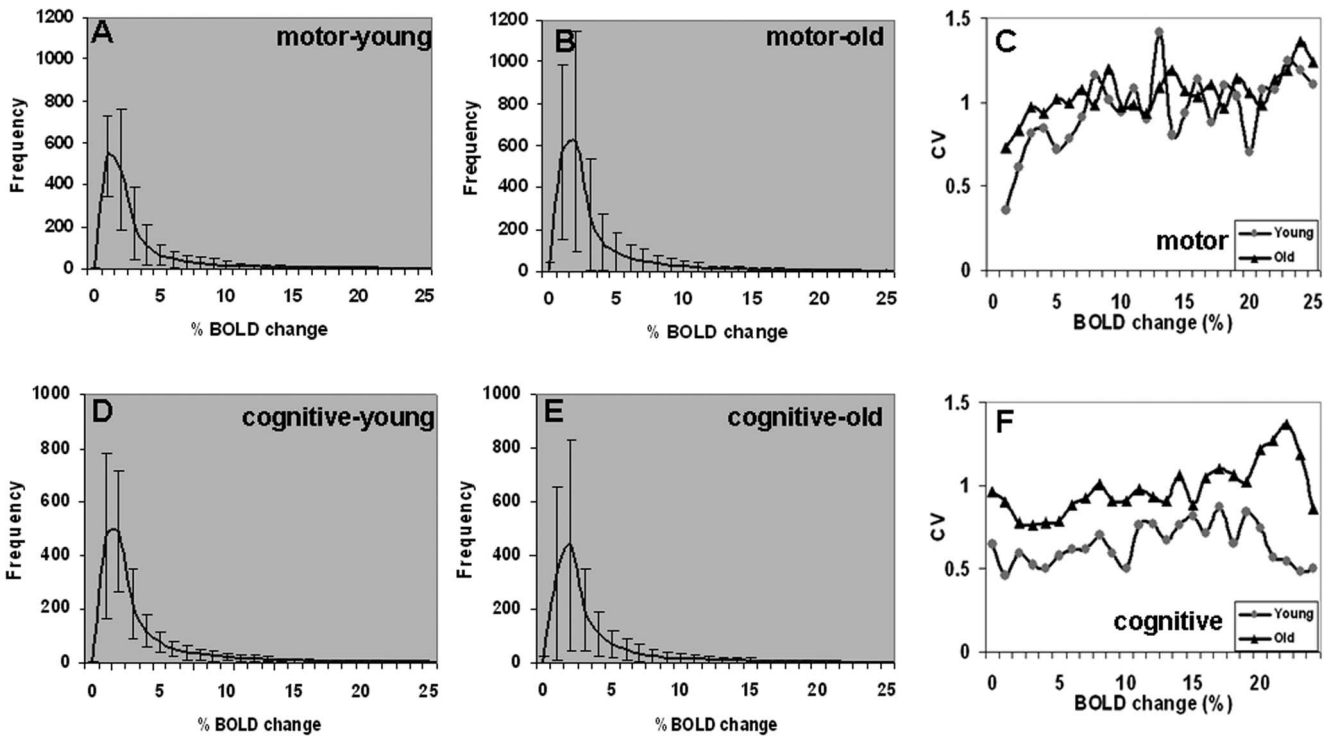 A
motor-young
1200
1000
800
600
400
200
0
Frequency
0 5 10 15 20 25
% BOLD change
B
motor-old
1200
1000
800
600
400
200
0
Frequency
0 5 10 15 20 25
% BOLD change
C
1.5
1
0.5
0
CV
motor
Young
Old
0 5 10 15 20 25
BOLD change (%)
D
cognitive-young
1000
800
600
400
200
0
Frequency
0 5 10 15 20 25
% BOLD change
E
cognitive-old
1000
800
600
400
200
0
Frequency
0 5 10 15 20 25
% BOLD change
F
1.5
1
0.5
0
CV
cognitive
Young
Old
0 5 10 15 20
BOLD change (%)